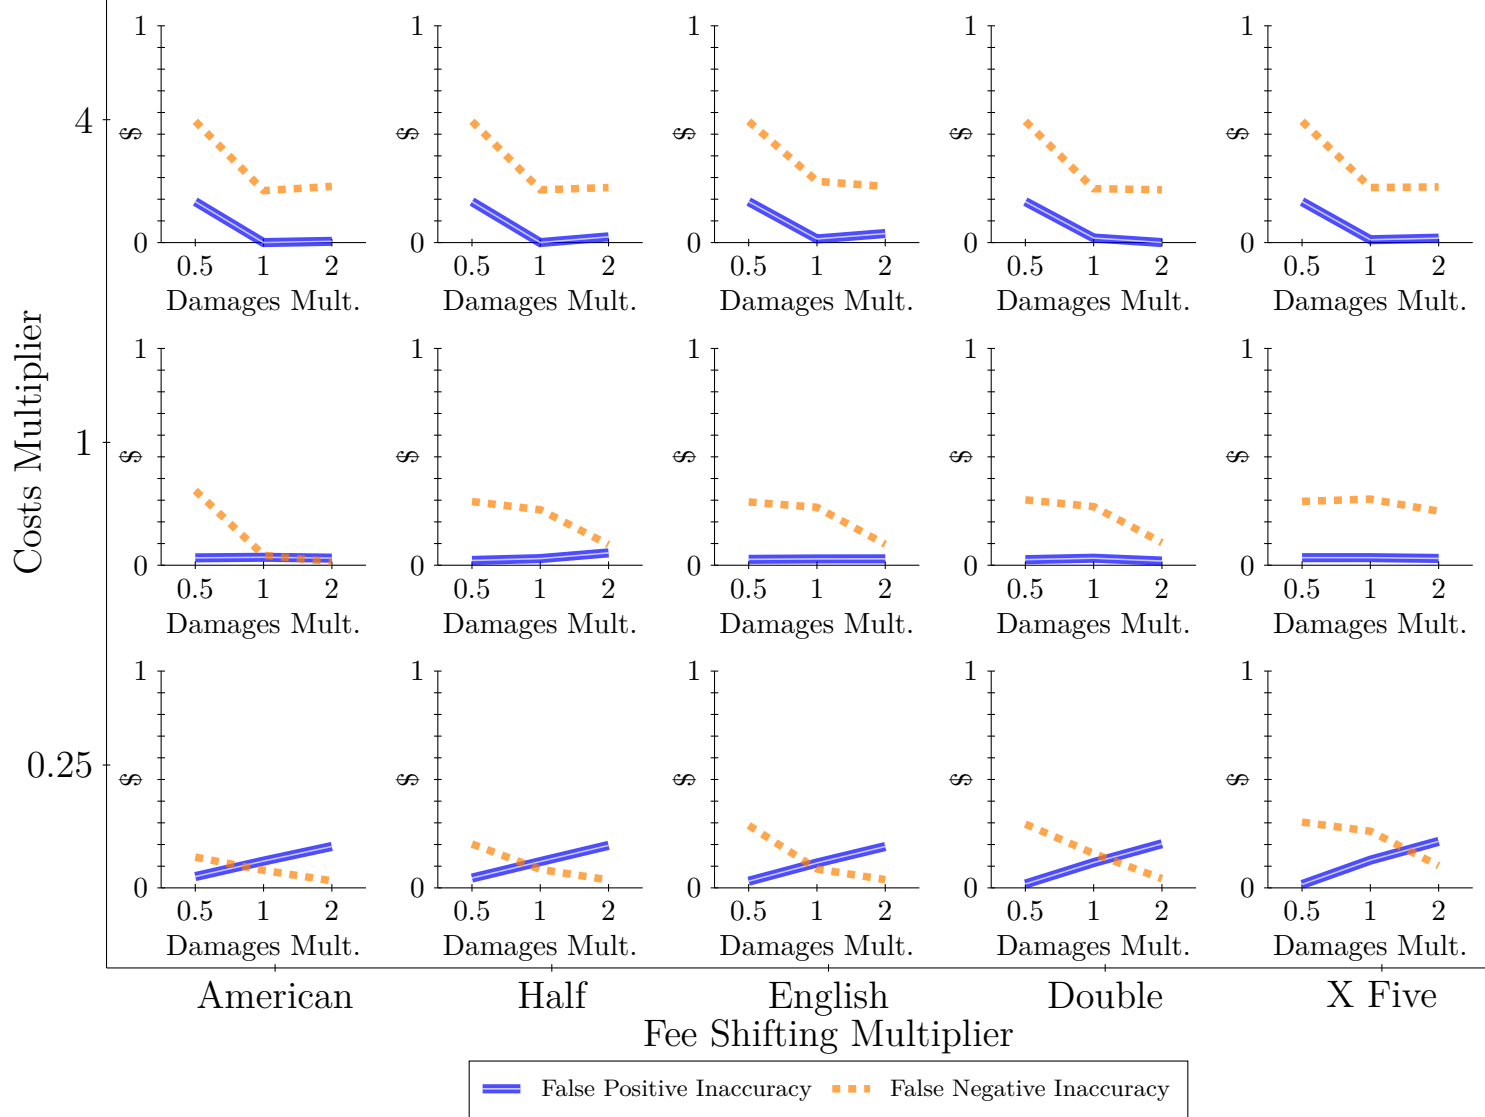 1 1 1 1 1
4 $ $ $ $ $
0 0 0 0 0
0.5 1 2 0.5 1 2 0.5 1 2 0.5 1 2 0.5 1 2
Damages Mult. Damages Mult. Damages Mult. Damages Mult. Damages Mult.
Costs Multiplier
1 1 1 1 1
1 $ $ $ $ $
0 0 0 0 0
0.5 1 2 0.5 1 2 0.5 1 2 0.5 1 2 0.5 1 2
Damages Mult. Damages Mult. Damages Mult. Damages Mult. Damages Mult.
1 1 1 1 1
0.25 $ $ $ $ $
0 0 0 0 0
0.5 1 2 0.5 1 2 0.5 1 2 0.5 1 2 0.5 1 2
Damages Mult. Damages Mult. Damages Mult. Damages Mult. Damages Mult.
American Half English Double X Five
Fee Shifting Multiplier
False Positive Inaccuracy False Negative Inaccuracy